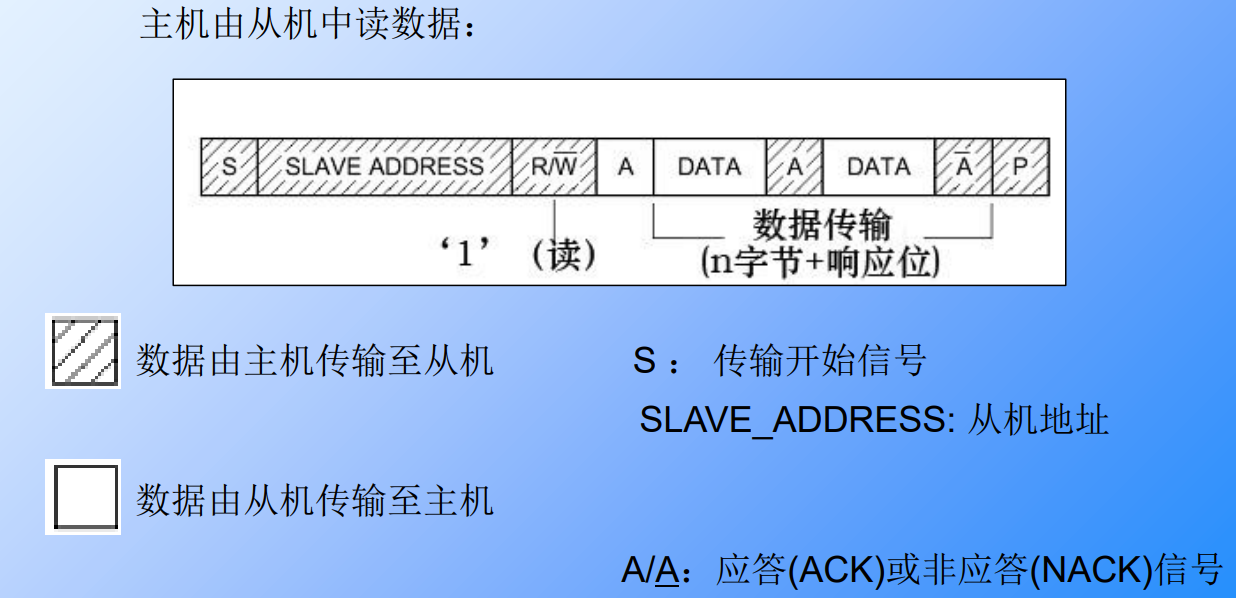 主机由从机中读数据：
S SLAVE ADDRESS R/W̅ A DATA A DATA A̅ P
‘1’ (读) 数据传输
(n字节+响应位)
数据由主机传输至从机 S： 传输开始信号
SLAVE_ADDRESS: 从机地址
数据由从机传输至主机
A/A̲：应答(ACK)或非应答(NACK)信号